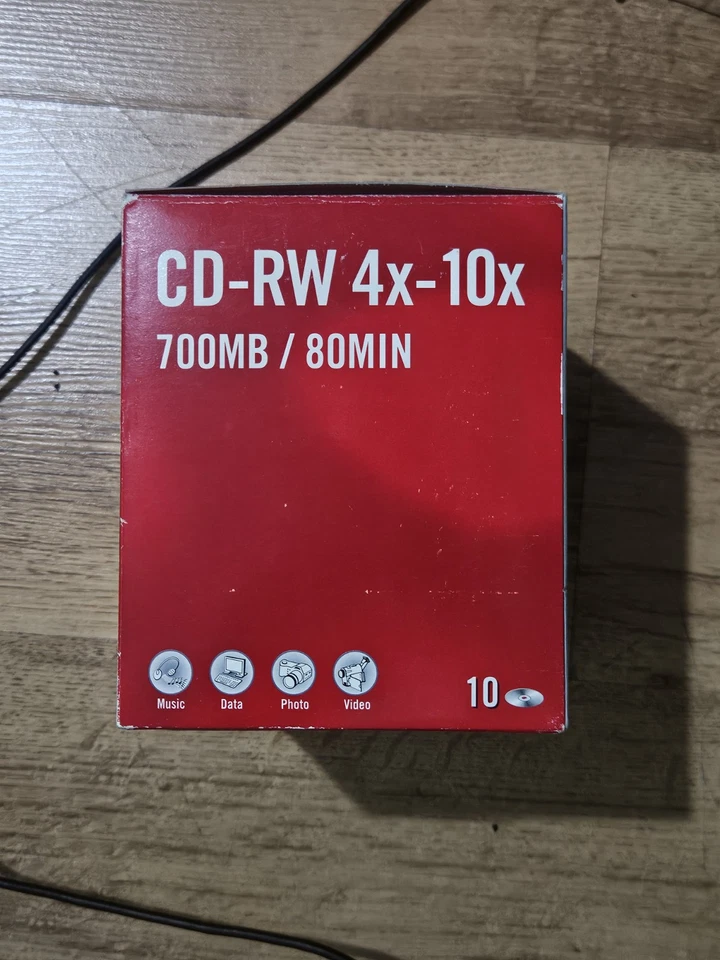 CD-RW 4x-10x
700MB / 80MIN
Music Data Photo Video
10